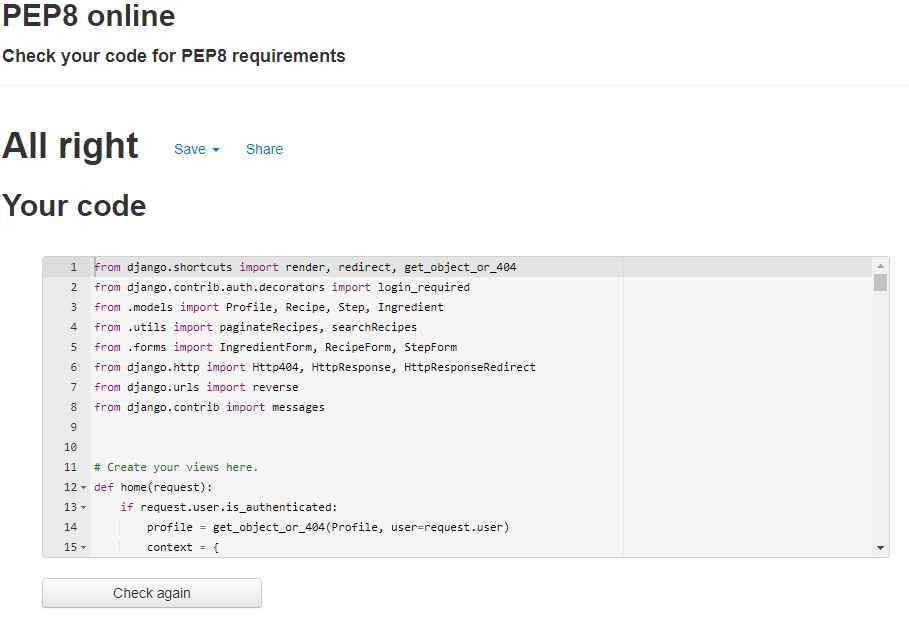 PEP8 online
Check your code for PEP8 requirements
All right Save Share
Your code
1 from django.shortcuts import render, redirect, get_object_or_404
2 from django.contrib.auth.decorators import login_required
3 from .models import Profile, Recipe, Step, Ingredient
4 from .utils import paginateRecipes, searchRecipes
5 from .forms import IngredientForm, RecipeForm, StepForm
6 from django.http import Http404, HttpResponse, HttpResponseRedirect
7 from django.urls import reverse
8 from django.contrib import messages
9
10
11 # Create your views here.
12 def home(request):
13     if request.user.is_authenticated:
14         profile = get_object_or_404(Profile, user=request.user)
15         context = {
Check again